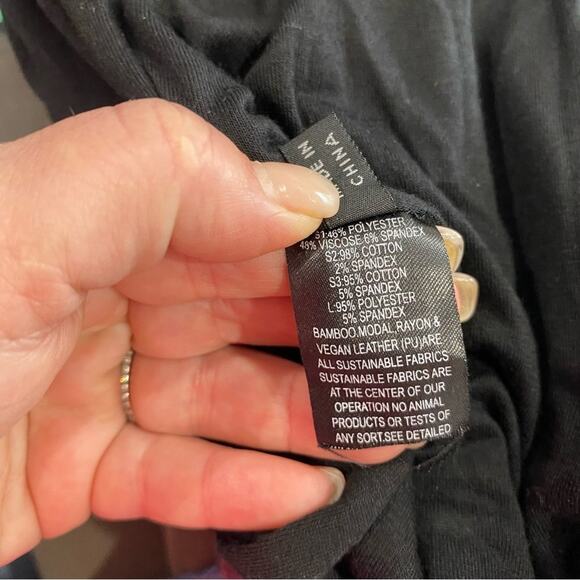 MADE IN
CHINA
S1:46% POLYESTER
48% VISCOSE 6% SPANDEX
S2:98% COTTON
2% SPANDEX
S3:95% COTTON
5% SPANDEX
L:95% POLYESTER
5% SPANDEX
BAMBOO,MODAL,RAYON &
VEGAN LEATHER (PU)ARE
ALL SUSTAINABLE FABRICS
SUSTAINABLE FABRICS ARE
AT THE CENTER OF OUR
OPERATION NO ANIMAL
PRODUCTS OR TESTS OF
ANY SORT.SEE DETAILED